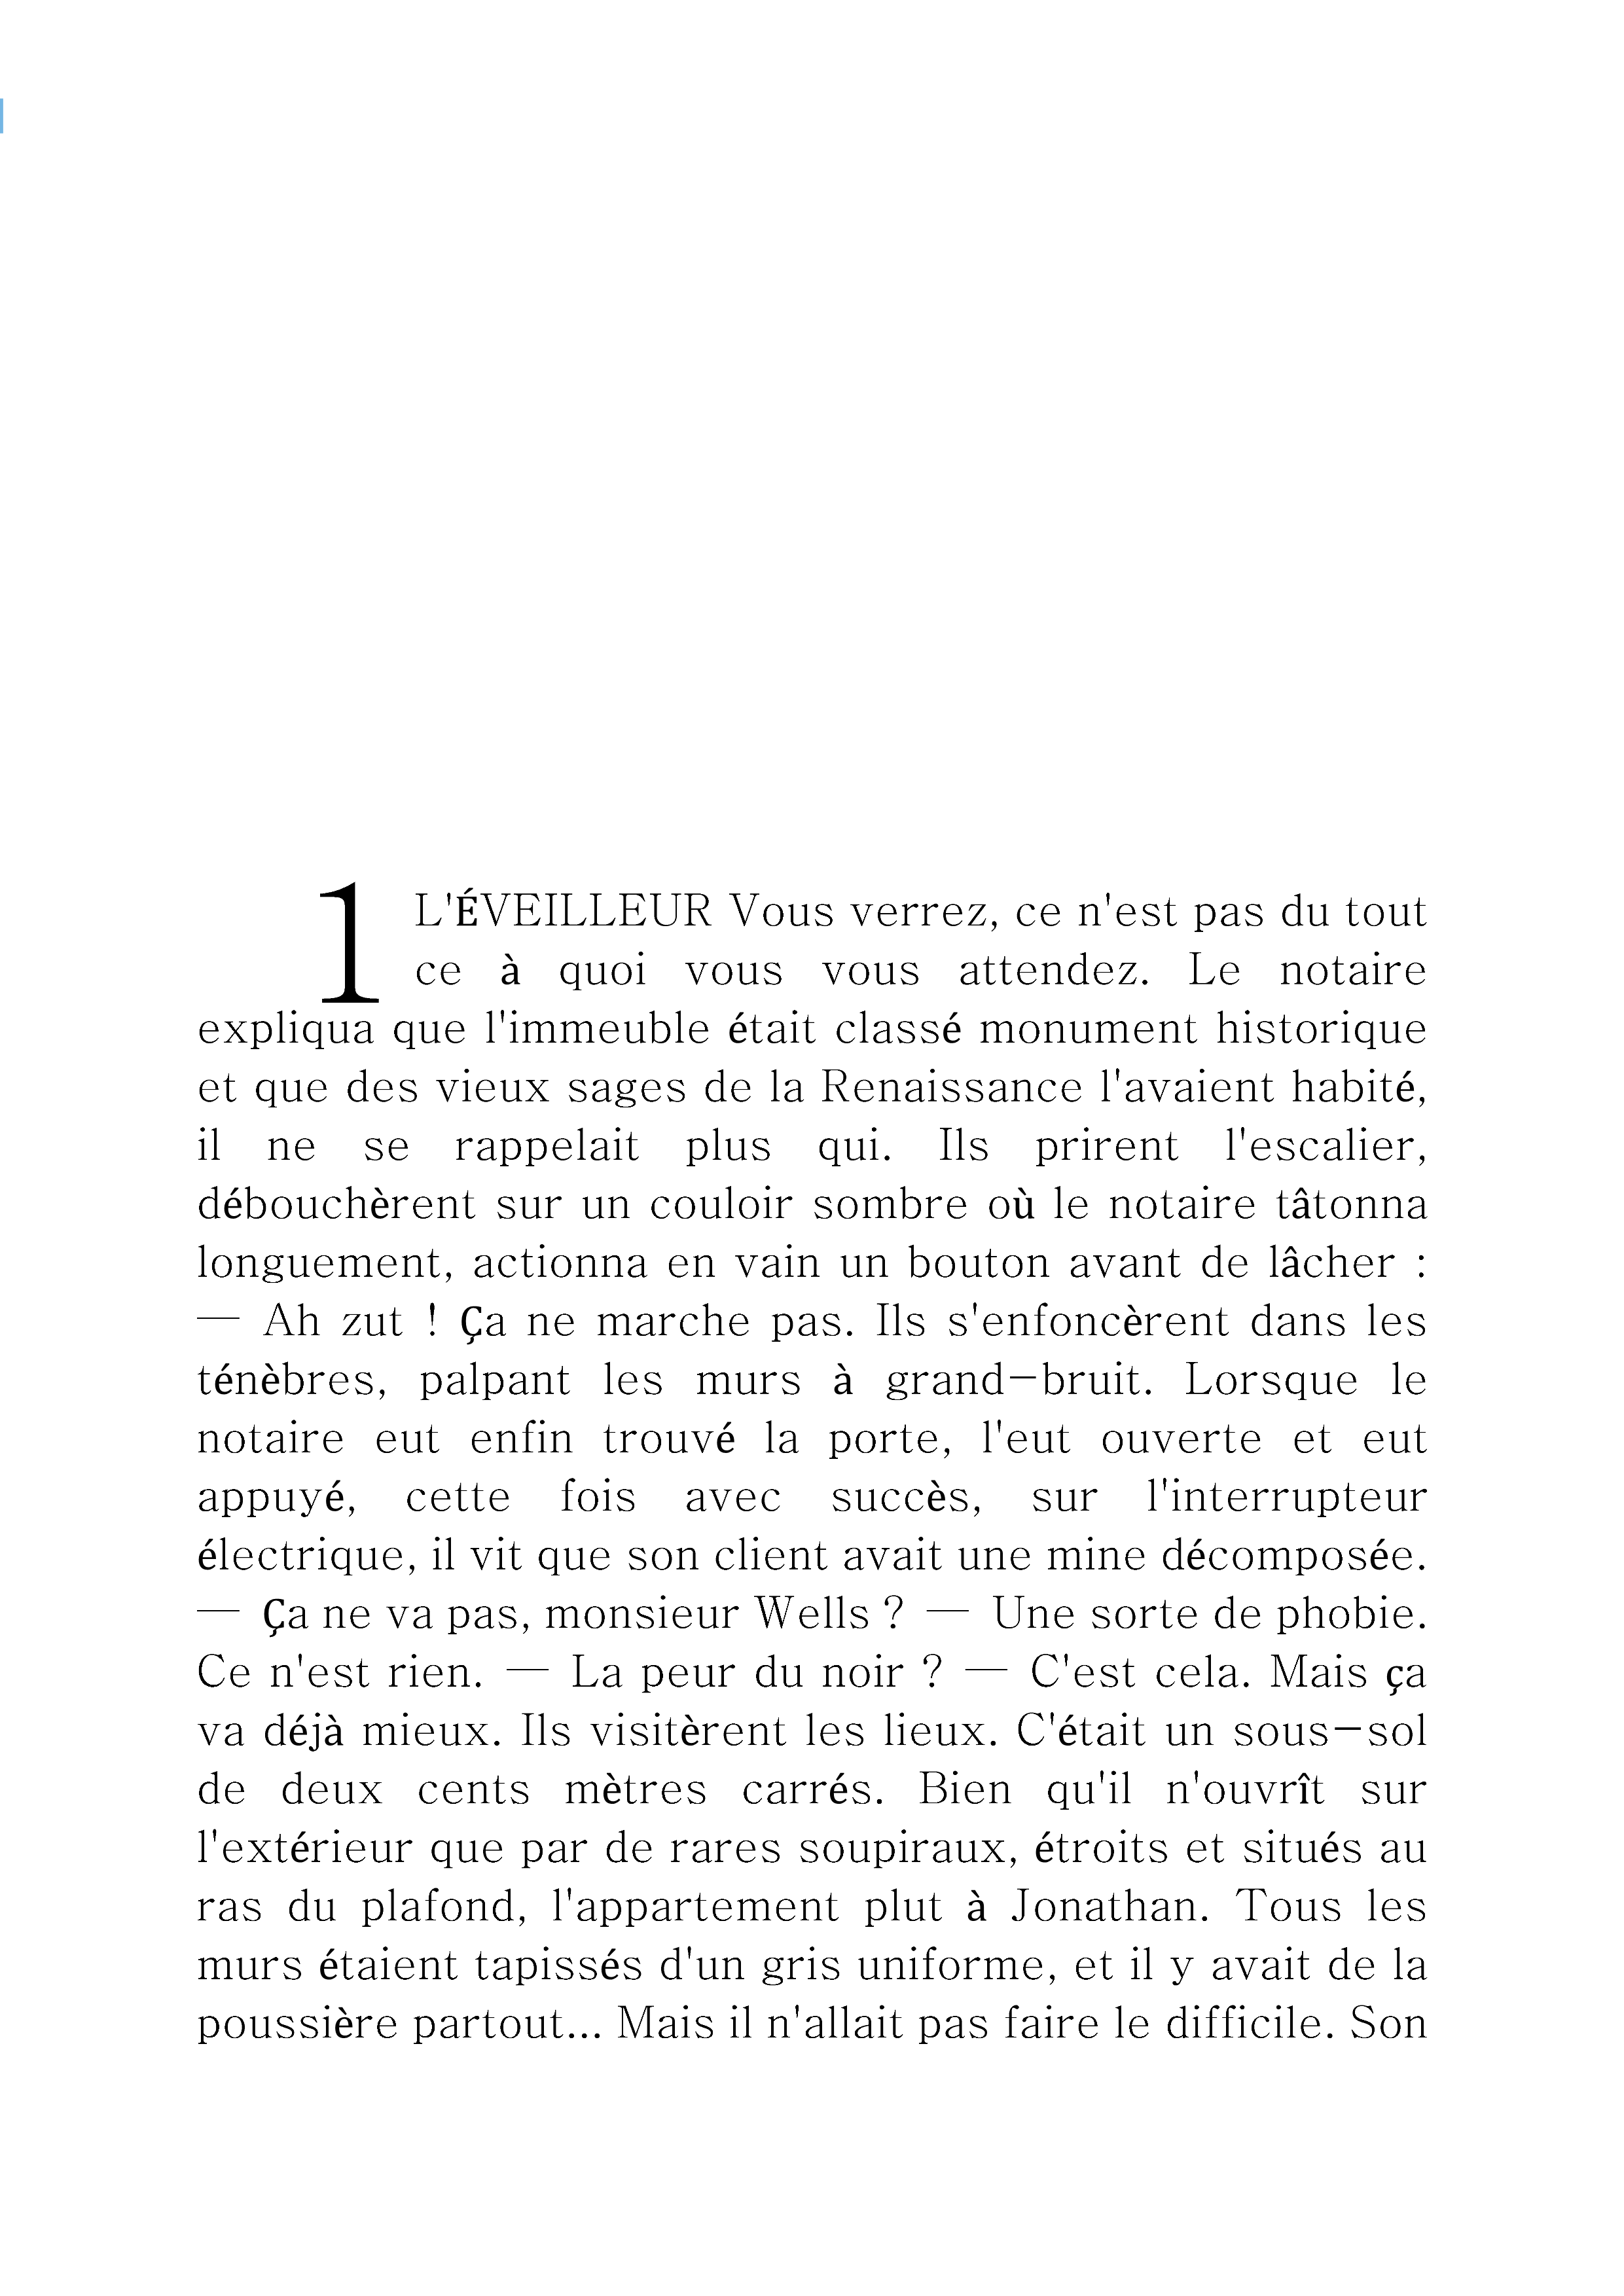 1 L'ÉVEILLEUR Vous verrez, ce n'est pas du tout
ce à quoi vous vous attendez. Le notaire
expliqua que l'immeuble était classé monument historique
et que des vieux sages de la Renaissance l'avaient habité,
il ne se rappelait plus qui. Ils prirent l'escalier,
débouchèrent sur un couloir sombre où le notaire tâtonna
longuement, actionna en vain un bouton avant de lâcher :
— Ah zut ! Ça ne marche pas. Ils s'enfoncèrent dans les
ténèbres, palpant les murs à grand-bruit. Lorsque le
notaire eut enfin trouvé la porte, l'eut ouverte et eut
appuyé, cette fois avec succès, sur l'interrupteur
électrique, il vit que son client avait une mine décomposée.
— Ça ne va pas, monsieur Wells ? — Une sorte de phobie.
Ce n'est rien. — La peur du noir ? — C'est cela. Mais ça
va déjà mieux. Ils visitèrent les lieux. C'était un sous-sol
de deux cents mètres carrés. Bien qu'il n'ouvrît sur
l'extérieur que par de rares soupiraux, étroits et situés au
ras du plafond, l'appartement plut à Jonathan. Tous les
murs étaient tapissés d'un gris uniforme, et il y avait de la
poussière partout... Mais il n'allait pas faire le difficile. Son